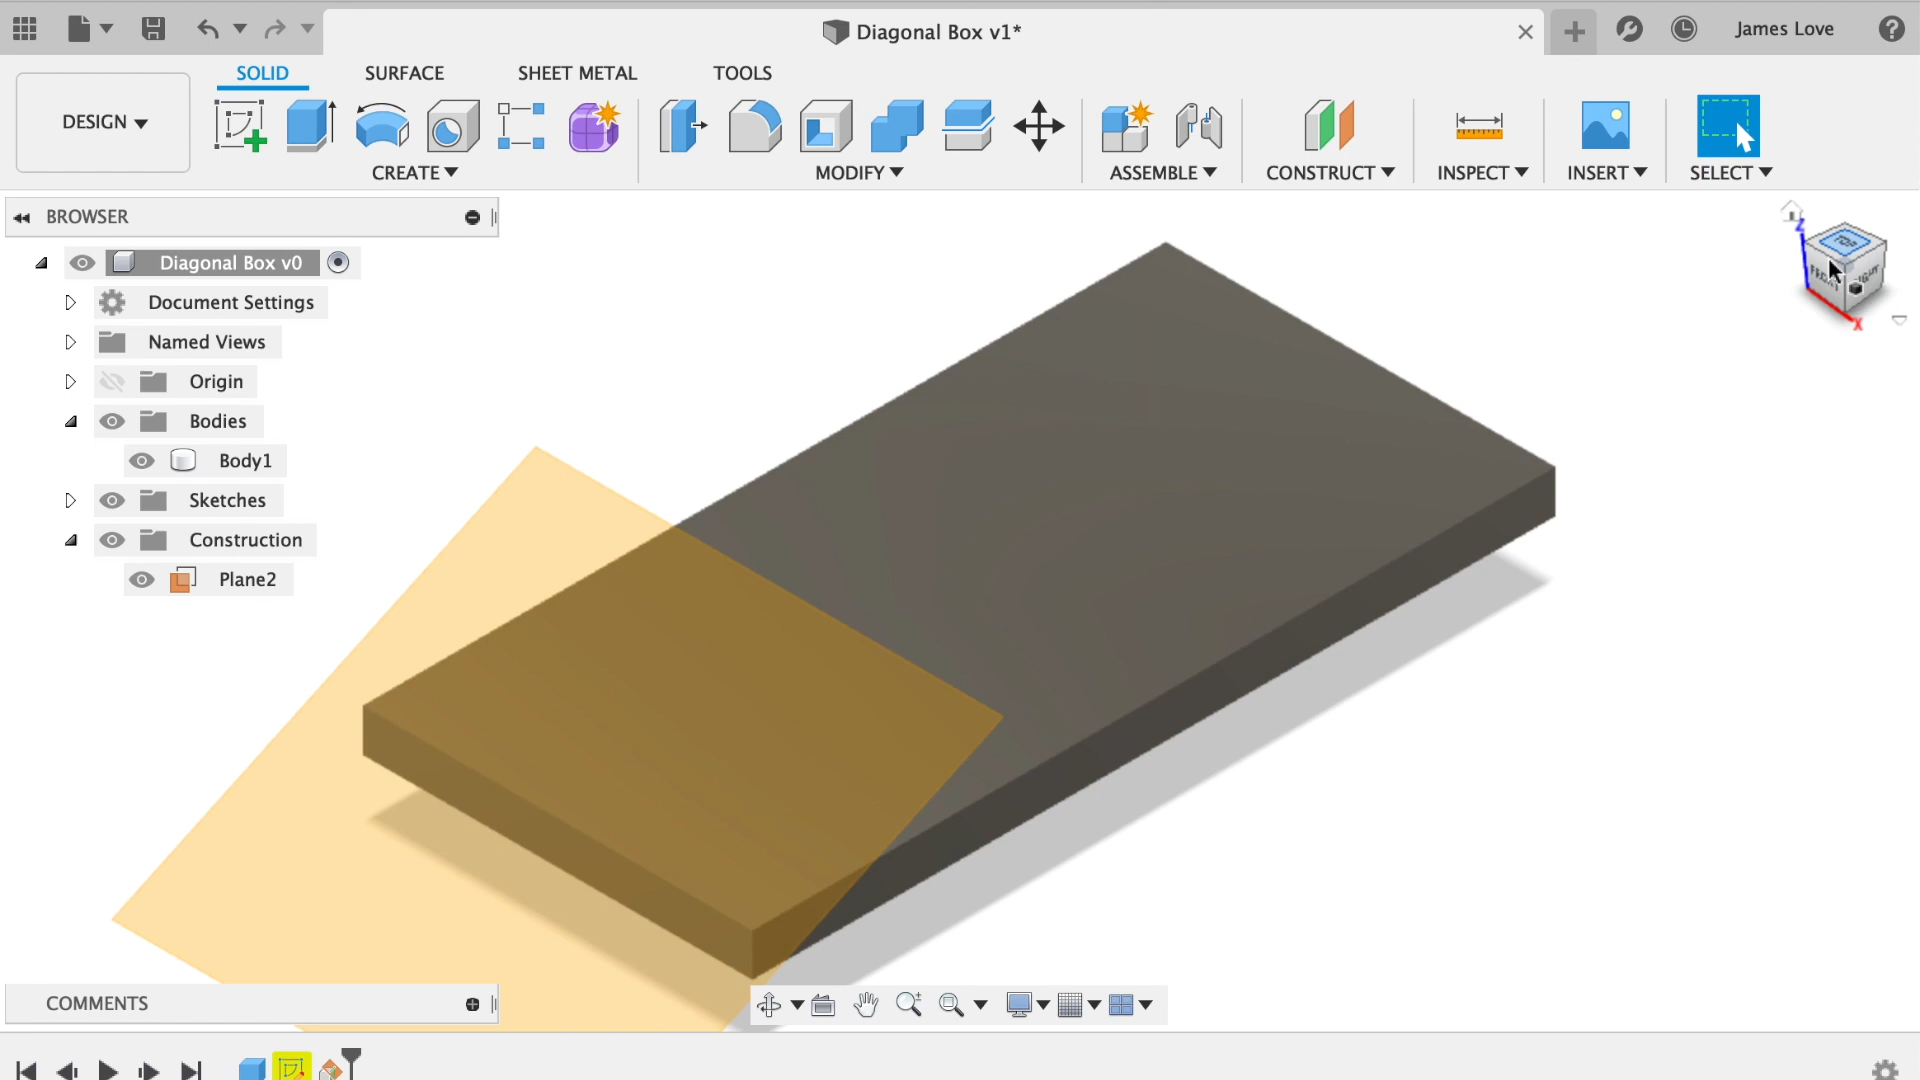 Diagonal Box v1*
James Love
SOLID
SURFACE
SHEET METAL
TOOLS
DESIGN
CREATE
MODIFY
ASSEMBLE
CONSTRUCT
INSPECT
INSERT
SELECT
BROWSER
Diagonal Box v0
Document Settings
Named Views
Origin
Bodies
Body1
Sketches
Construction
Plane2
Z
TOP
X
COMMENTS